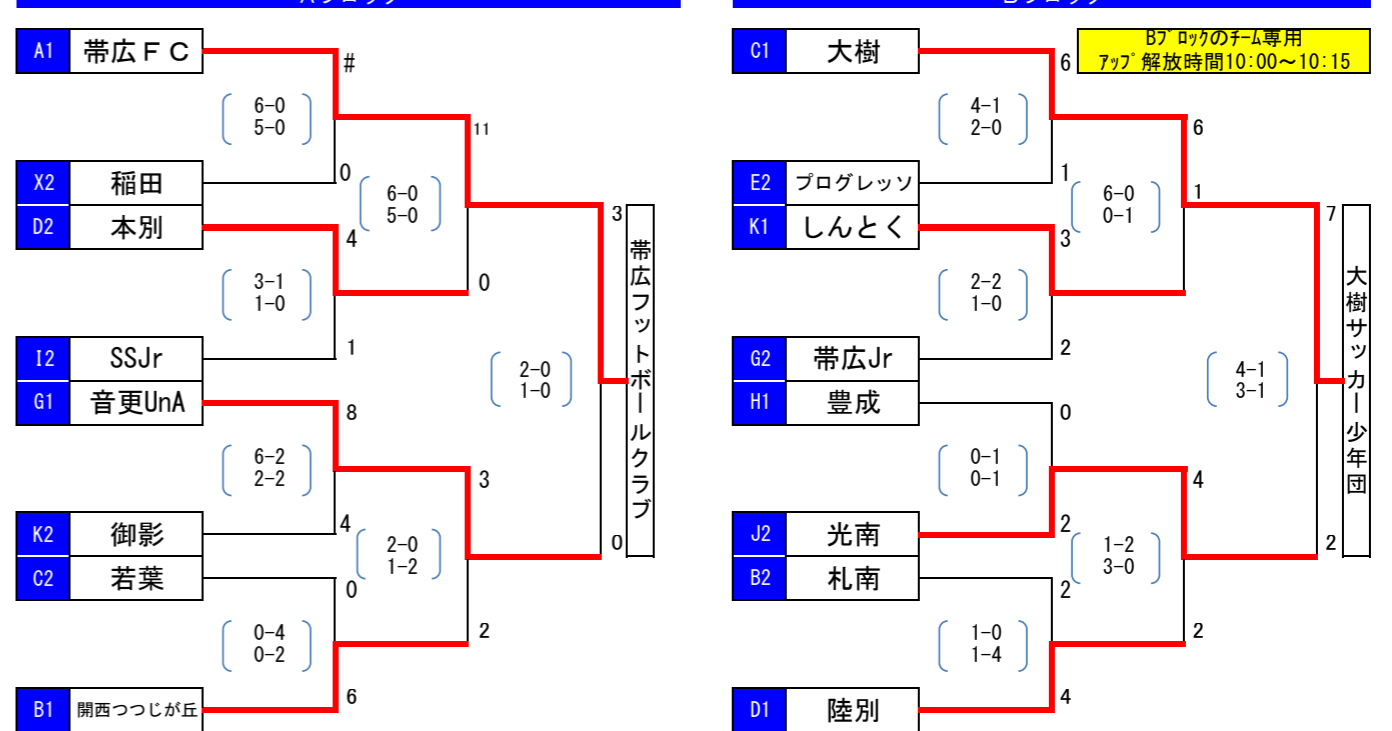 Aブロック
A1 帯広FC
#
6-0
5-0
11
X2 稲田
0
6-0
5-0
D2 本別
4
3
3-1
1-0
0
I2 SSJr
1
2-0
1-0
帯広フットボールクラブ
G1 音更UnA
8
6-2
2-2
3
K2 御影
4
2-0
1-2
0
C2 若葉
0
0-4
0-2
2
B1 開西つつじが丘
6
Bブロック
C1 大樹
6
Bブロックのチーム専用
アップ解放時間10:00~10:15
4-1
2-0
6
E2 プログレッソ
1
6-0
0-1
1
K1 しんとく
3
7
2-2
1-0
G2 帯広Jr
2
4-1
3-1
大樹サッカー少年団
H1 豊成
0
0-1
0-1
4
J2 光南
2
1-2
3-0
2
B2 札南
2
1-0
1-4
2
D1 陸別
4